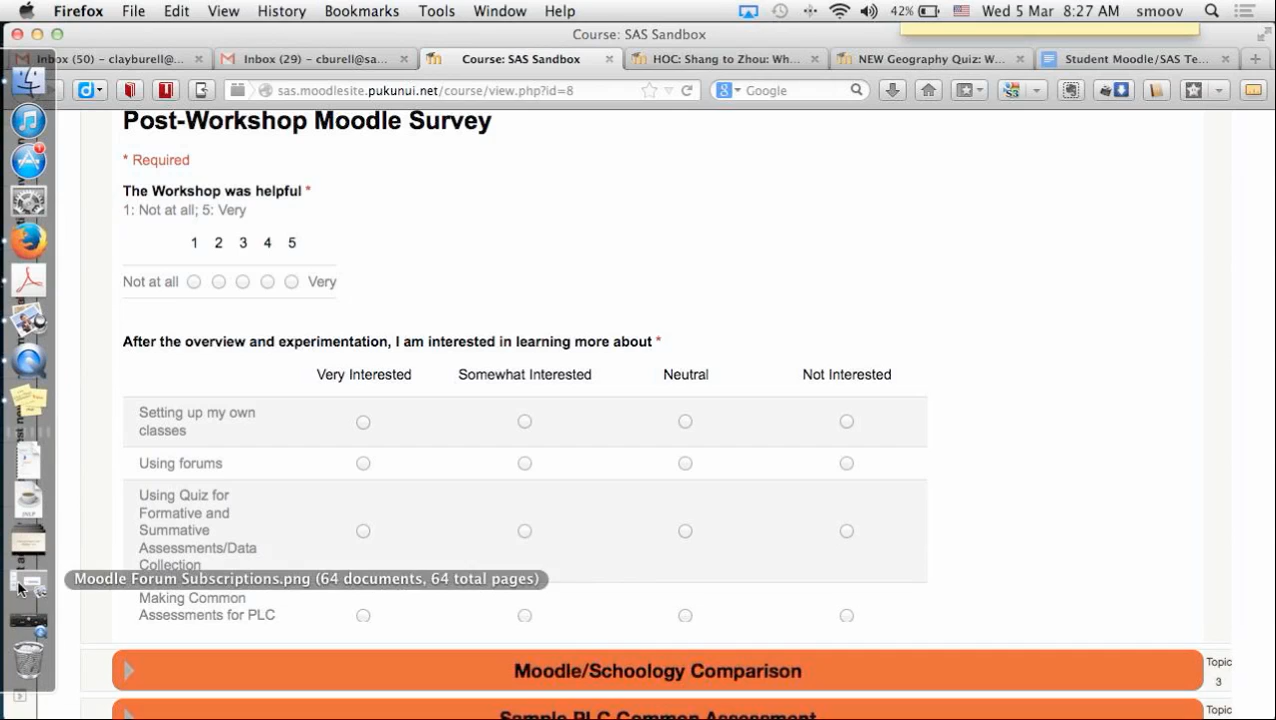 Firefox File Edit View History Bookmarks Tools Window Help 42% Wed 5 Mar 8:27 AM smoov
Course: SAS Sandbox
Inbox (50) – clayburell@... Inbox (29) – cburell@sa... Course: SAS Sandbox HOC: Shang to Zhou: Wh... NEW Geography Quiz: W... Student Moodle/SAS Te...
sas.moodlesite.pukunui.net/course/view.php?id=8 Google
Post-Workshop Moodle Survey
* Required
The Workshop was helpful *
1: Not at all; 5: Very
1 2 3 4 5
Not at all Very
After the overview and experimentation, I am interested in learning more about *
Very Interested Somewhat Interested Neutral Not Interested
Setting up my own
classes
Using forums
Using Quiz for
Formative and
Summative
Assessments/Data
Collection
Moodle Forum Subscriptions.png (64 documents, 64 total pages)
Making Common
Assessments for PLC
Moodle/Schoology Comparison
Topic
3
Sample PLC Common Assessment
Topic